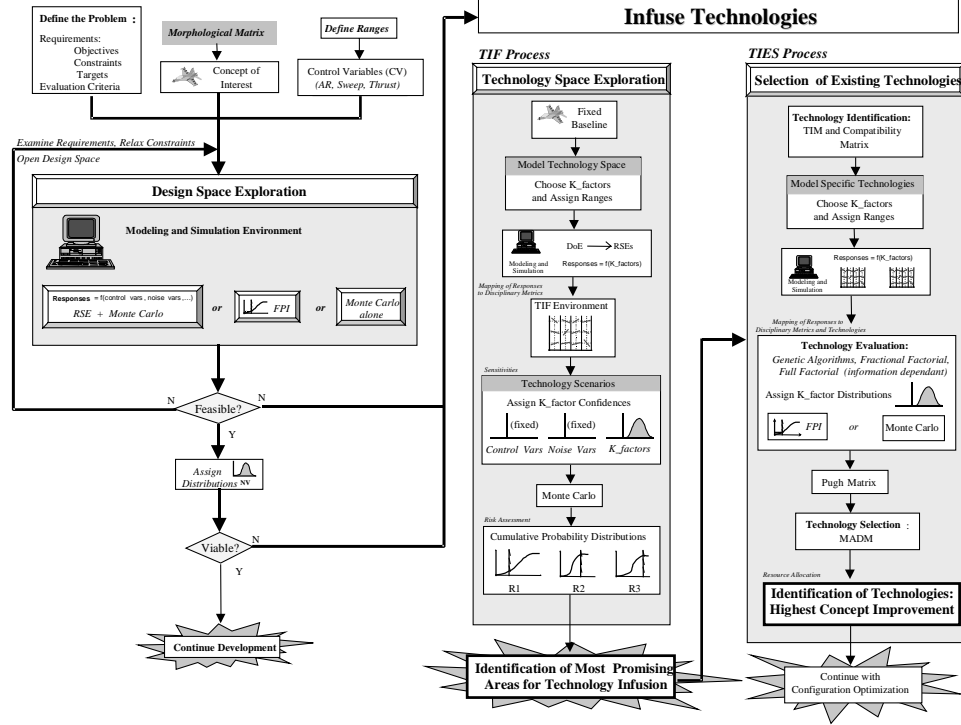 Define the Problem :
Requirements:
Objectives
Constraints
Targets
Evaluation Criteria
Morphological Matrix
Concept of
Interest
Define Ranges
Control Variables (CV)
(AR, Sweep, Thrust)
Examine Requirements, Relax Constraints
Open Design Space
Design Space Exploration
Modeling and Simulation Environment
Responses = f(control vars, noise vars,...)
RSE + Monte Carlo
or
FPI
or
Monte Carlo
alone
N
Feasible?
N
Y
Assign
Distributions NV
Viable?
N
Y
Continue Development
Infuse Technologies
TIF Process
Technology Space Exploration
Fixed
Baseline
Model Technology Space
Choose K_factors
and Assign Ranges
DoE
RSEs
Modeling and
Simulation
Responses = f(K_factors)
Mapping of Responses
to Disciplinary Metrics
TIF Environment
Sensitivities
Technology Scenarios
Assign K_factor Confidences
(fixed)
(fixed)
Control Vars
Noise Vars
K_factors
Monte Carlo
Risk Assessment
Cumulative Probability Distributions
R1
R2
R3
Identification of Most Promising
Areas for Technology Infusion
TIES Process
Selection of Existing Technologies
Technology Identification:
TIM and Compatibility
Matrix
Model Specific Technologies
Choose K_factors
and Assign Ranges
Responses = f(K_factors)
Modeling and
Simulation
Mapping of Responses to
Disciplinary Metrics and Technologies
Technology Evaluation:
Genetic Algorithms, Fractional Factorial,
Full Factorial (information dependant)
Assign K_factor Distributions
FPI
or
Monte Carlo
Pugh Matrix
Technology Selection :
MADM
Resource Allocation
Identification of Technologies:
Highest Concept Improvement
Continue with
Configuration Optimization